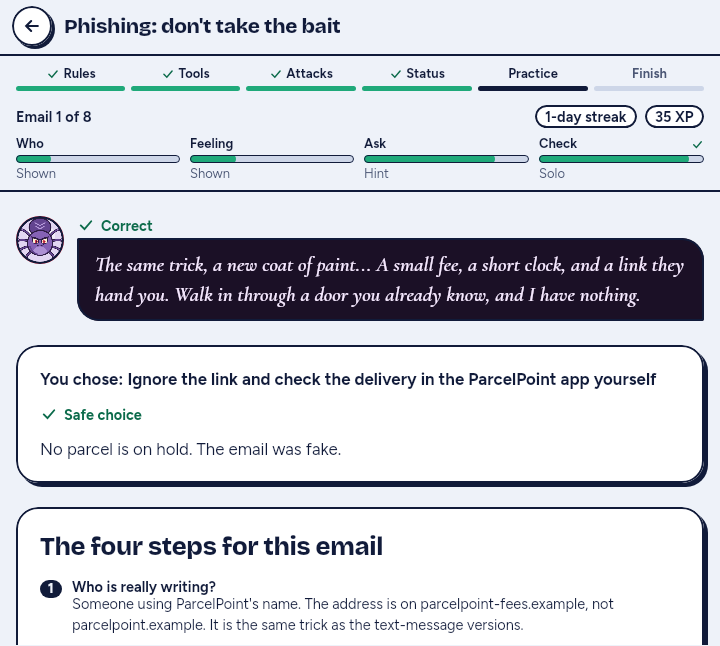 Phishing: don't take the bait
Rules
Tools
Attacks
Status
Practice
Finish
Email 1 of 8
1-day streak
35 XP
Who
Feeling
Ask
Check
Shown
Shown
Hint
Solo
Correct
The same trick, a new coat of paint... A small fee, a short clock, and a link they
hand you. Walk in through a door you already know, and I have nothing.
You chose: Ignore the link and check the delivery in the ParcelPoint app yourself
Safe choice
No parcel is on hold. The email was fake.
The four steps for this email
1
Who is really writing?
Someone using ParcelPoint's name. The address is on parcelpoint-fees.example, not
parcelpoint.example. It is the same trick as the text-message versions.